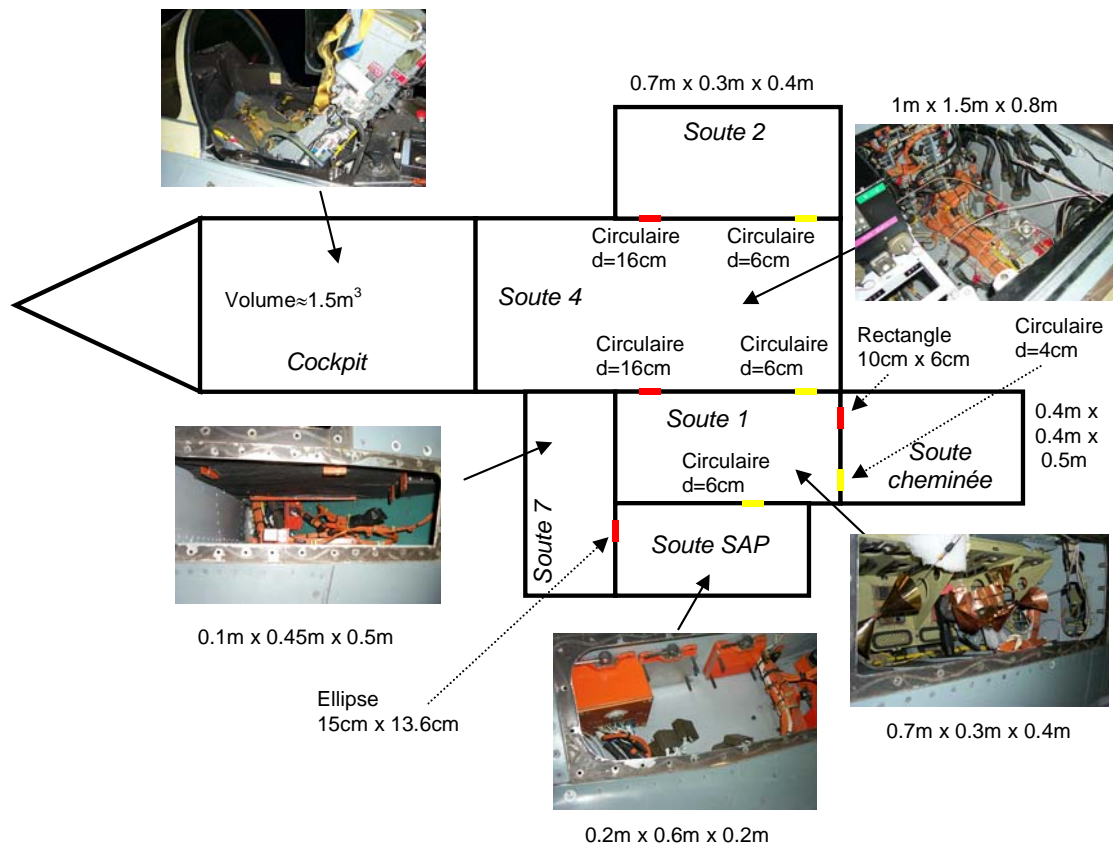 0.7m x 0.3m x 0.4m
1m x 1.5m x 0.8m
Soute 2
Circulaire
d=16cm
Circulaire
d=6cm
Volume≈1.5m³
Soute 4
Cockpit
Circulaire
d=16cm
Circulaire
d=6cm
Rectangle
10cm x 6cm
Circulaire
d=4cm
Soute 1
Circulaire
d=6cm
Soute
cheminée
0.4m x
0.4m x
0.5m
Soute 7
Soute SAP
0.1m x 0.45m x 0.5m
Ellipse
15cm x 13.6cm
0.7m x 0.3m x 0.4m
0.2m x 0.6m x 0.2m